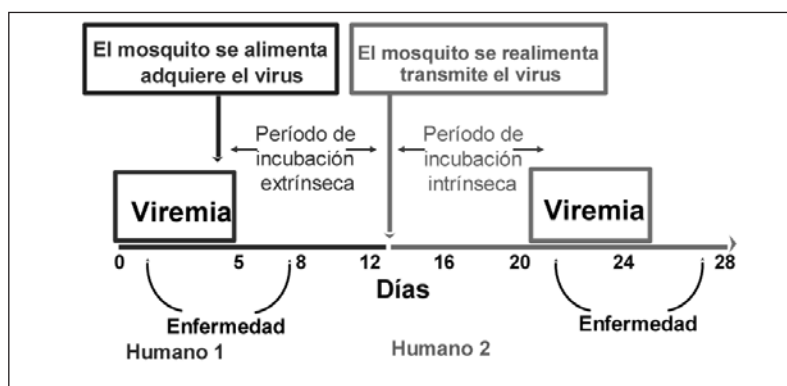 El mosquito se alimenta
adquiere el virus
El mosquito se realimenta
transmite el virus
Período de
incubación
extrínseca
Período de
incubación
intrínseca
Viremia
Viremia
0 5 8 12 16 20 24 28
Días
Enfermedad
Enfermedad
Humano 1
Humano 2